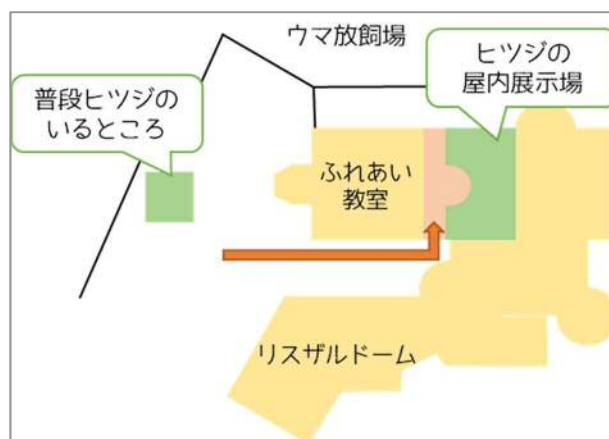 ウマ放飼場
ヒツジの
屋内展示場
普段ヒツジの
いるところ
ふれあい
教室
リスザルドーム